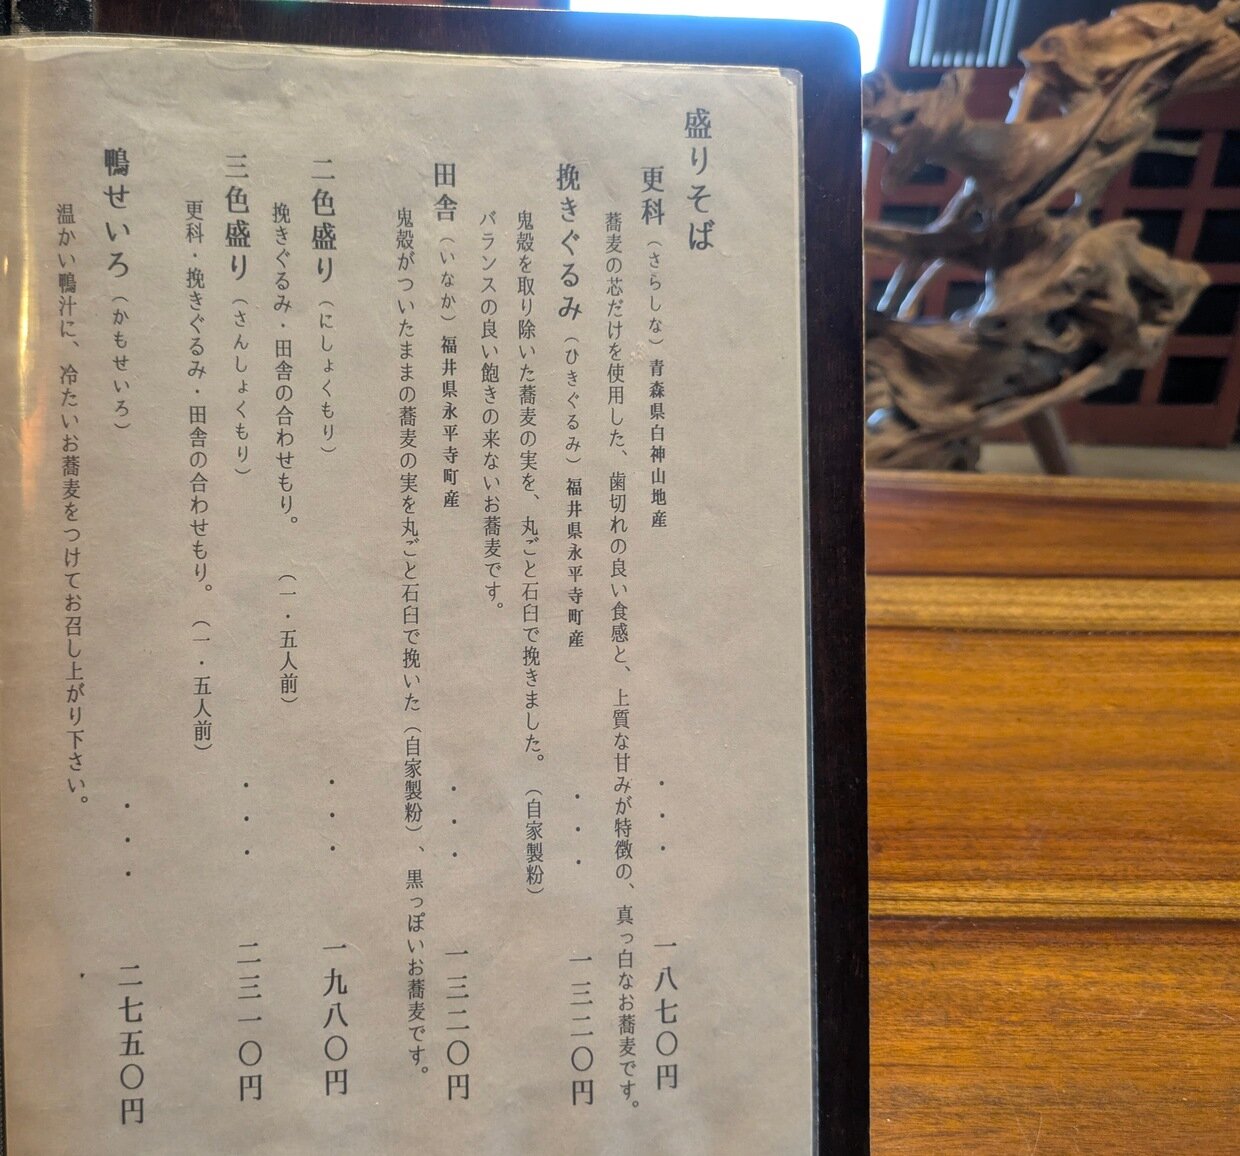 盛りそば
更科（さらしな）青森県白神山地産 ・・・ 一八七〇円
蕎麦の芯だけを使用した、歯切れの良い食感と、上質な甘みが特徴の、真っ白なお蕎麦です。
挽きぐるみ（ひきぐるみ）福井県永平寺町産 ・・・ 一三二〇円
鬼殻を取り除いた蕎麦の実を、丸ごと石臼で挽きました。（自家製粉）
バランスの良い飽きの来ないお蕎麦です。
田舎（いなか）福井県永平寺町産 ・・・ 一三二〇円
鬼殻がついたままの蕎麦の実を丸ごと石臼で挽いた（自家製粉）、黒っぽいお蕎麦です。
二色盛り（にしょくもり） ・・・ 一九八〇円
挽きぐるみ・田舎の合わせもり。（一・五人前）
三色盛り（さんしょくもり） ・・・ 二三一〇円
更科・挽きぐるみ・田舎の合わせもり。（一・五人前）
鴨せいろ（かもせいろ） ・・・ 二七五〇円
温かい鴨汁に、冷たいお蕎麦をつけてお召し上がり下さい。